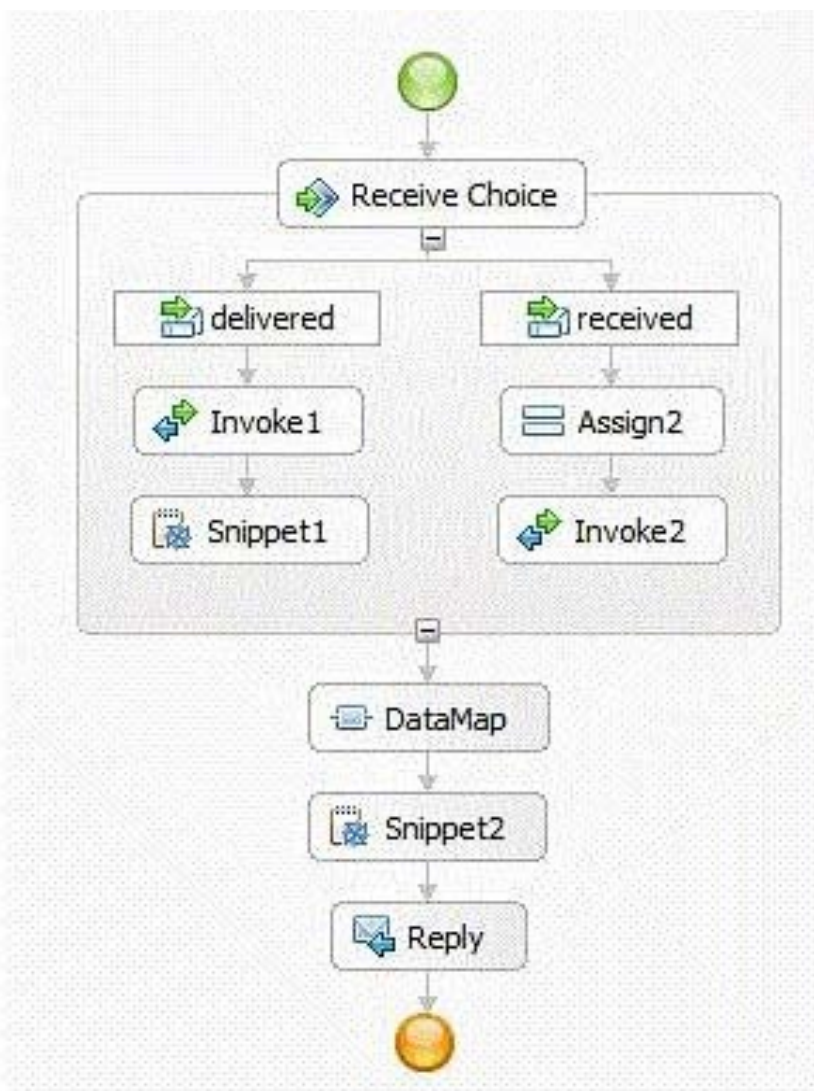 Receive Choice
delivered
received
Invoke1
Assign2
Snippet1
Invoke2
DataMap
Snippet2
Reply